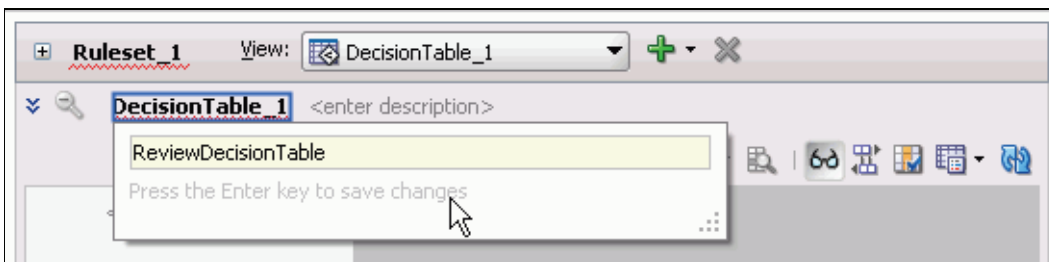 Ruleset_1 View: DecisionTable_1
DecisionTable_1 <enter description>
ReviewDecisionTable
Press the Enter key to save changes